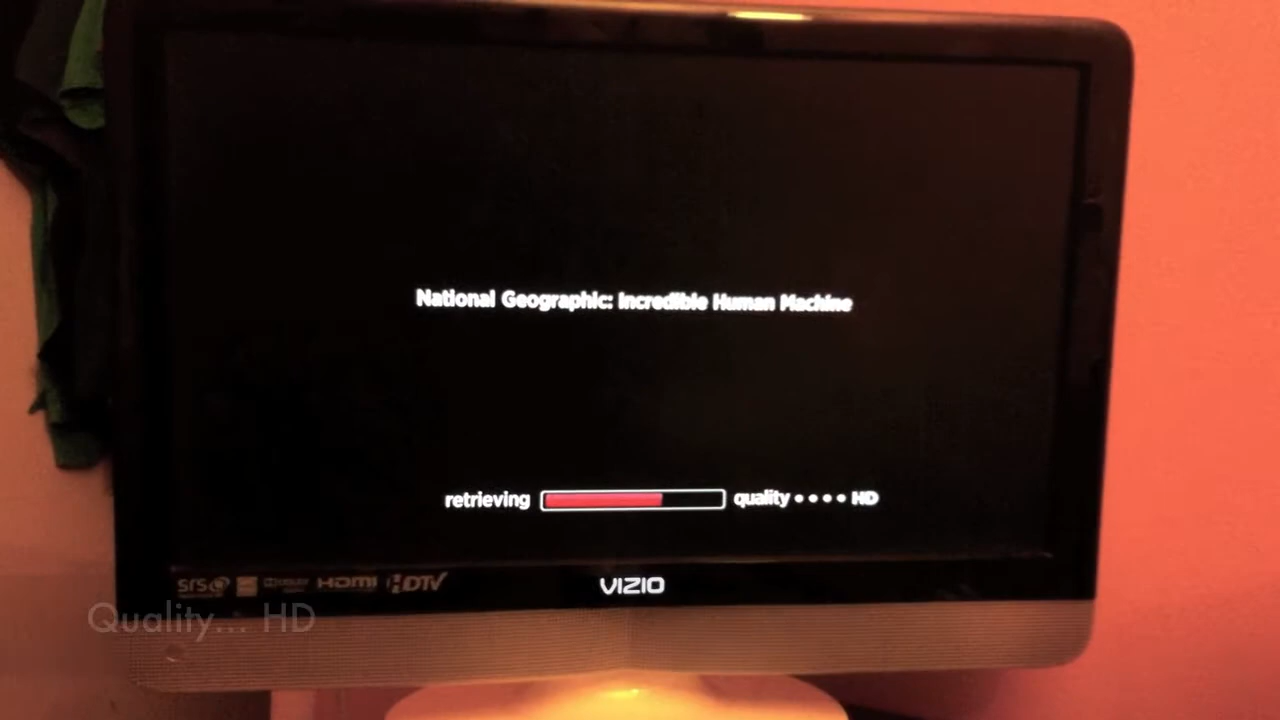 National Geographic: Incredible Human Machine
retrieving quality •••• HD
SRS HDMI HDTV
VIZIO
Quality... HD